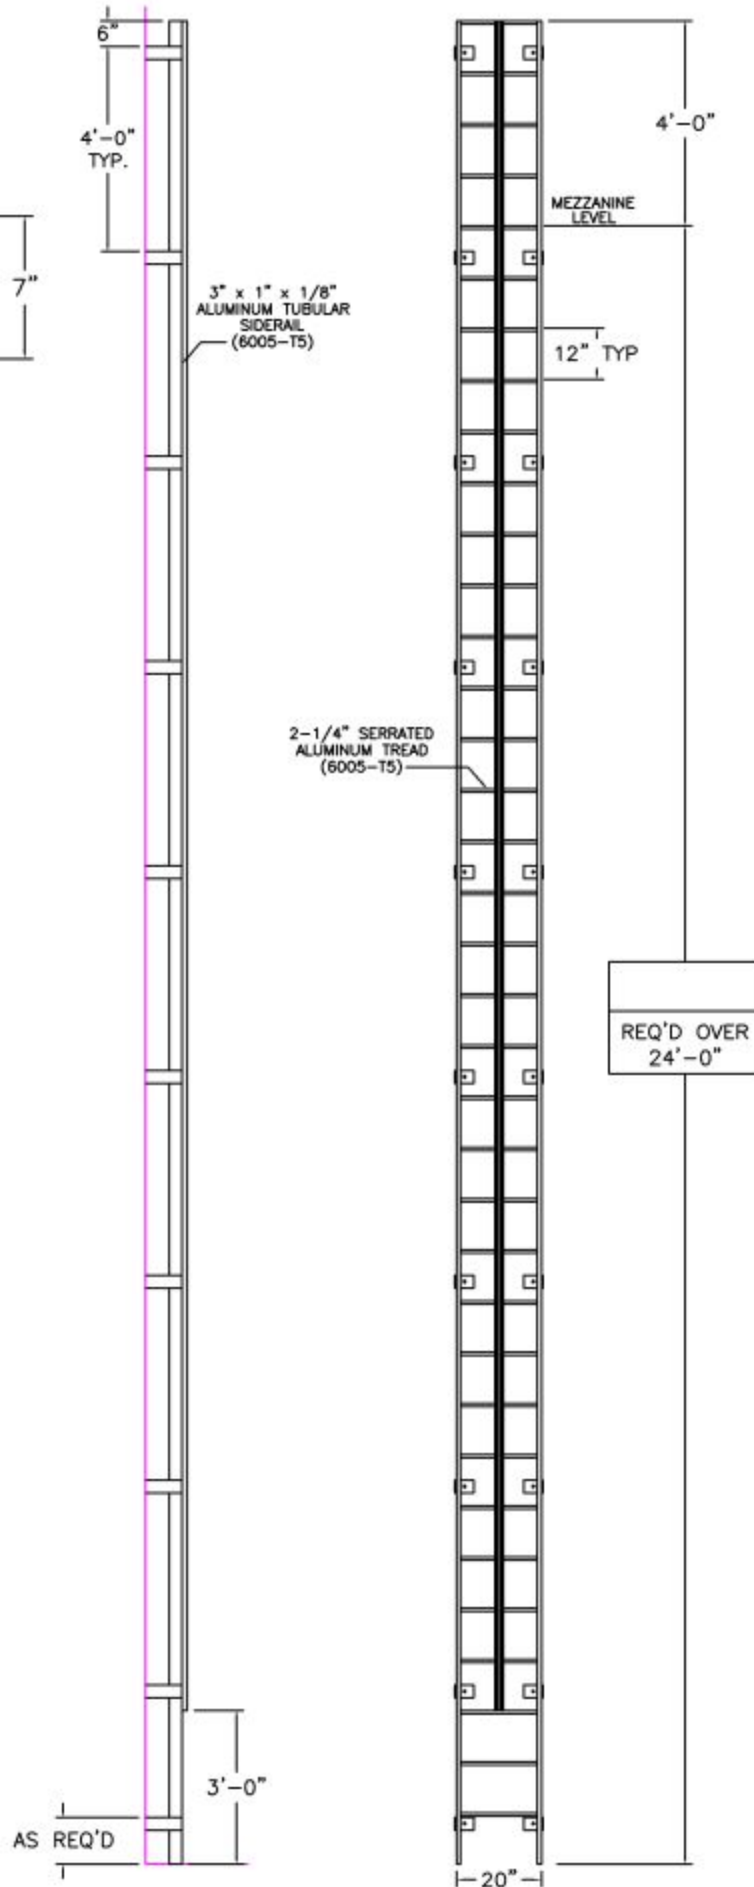 6"
4'-0"
TYP.
7"
3" x 1" x 1/8"
ALUMINUM TUBULAR
SIDERAIL
(6005-T5)
4'-0"
MEZZANINE
LEVEL
12" TYP
2-1/4" SERRATED
ALUMINUM TREAD
(6005-T5)
REQ'D OVER
24'-0"
3'-0"
AS REQ'D
20"